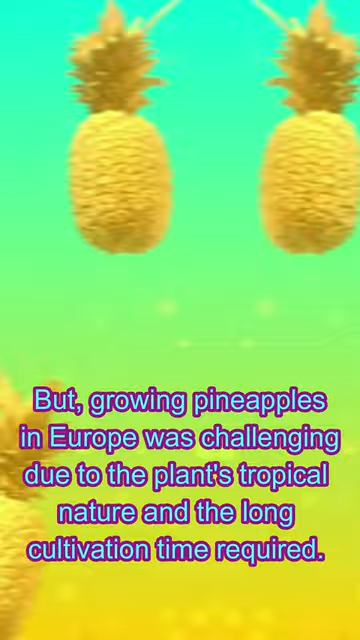 But, growing pineapples
in Europe was challenging
due to the plant's tropical
nature and the long
cultivation time required.